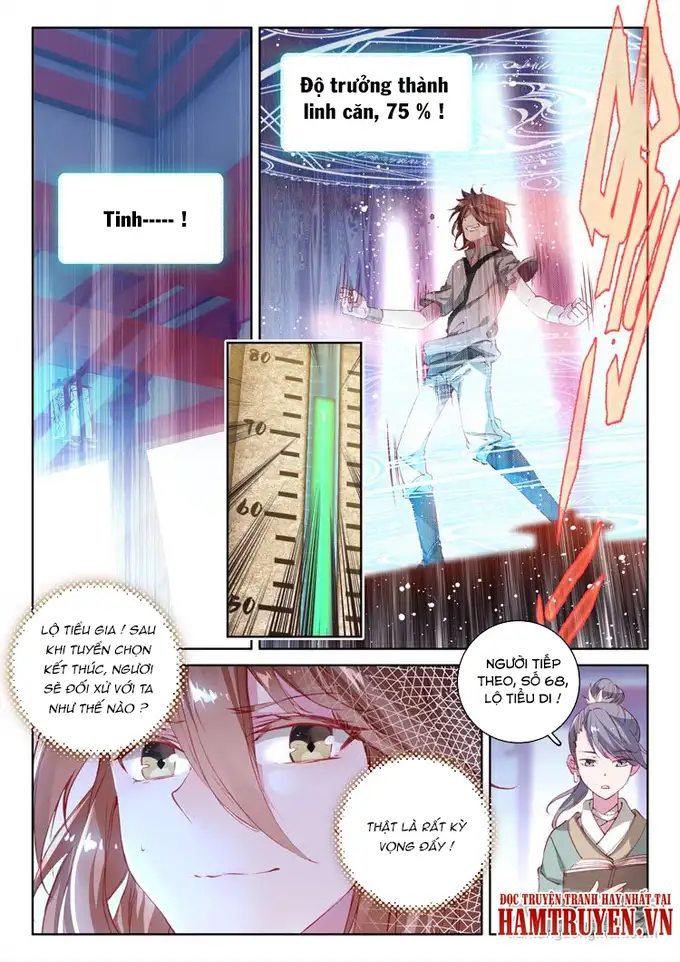 Tinh----- !
Độ trưởng thành
linh căn, 75 % !
80
70
60
50
LỘ TIỂU GIA ! SAU
KHI TUYỂN CHỌN
KẾT THÚC, NGƯƠI
SẼ ĐỐI XỬ VỚI TA
NHƯ THẾ NÀO ?
NGƯỜI TIẾP
THEO, SỐ 68,
LỘ TIỂU DI !
THẬT LÀ RẤT KỲ
VỌNG ĐẤY !
ĐỌC TRUYỆN TRANH HAY NHẤT TẠI
HAMTRUYEN.VN